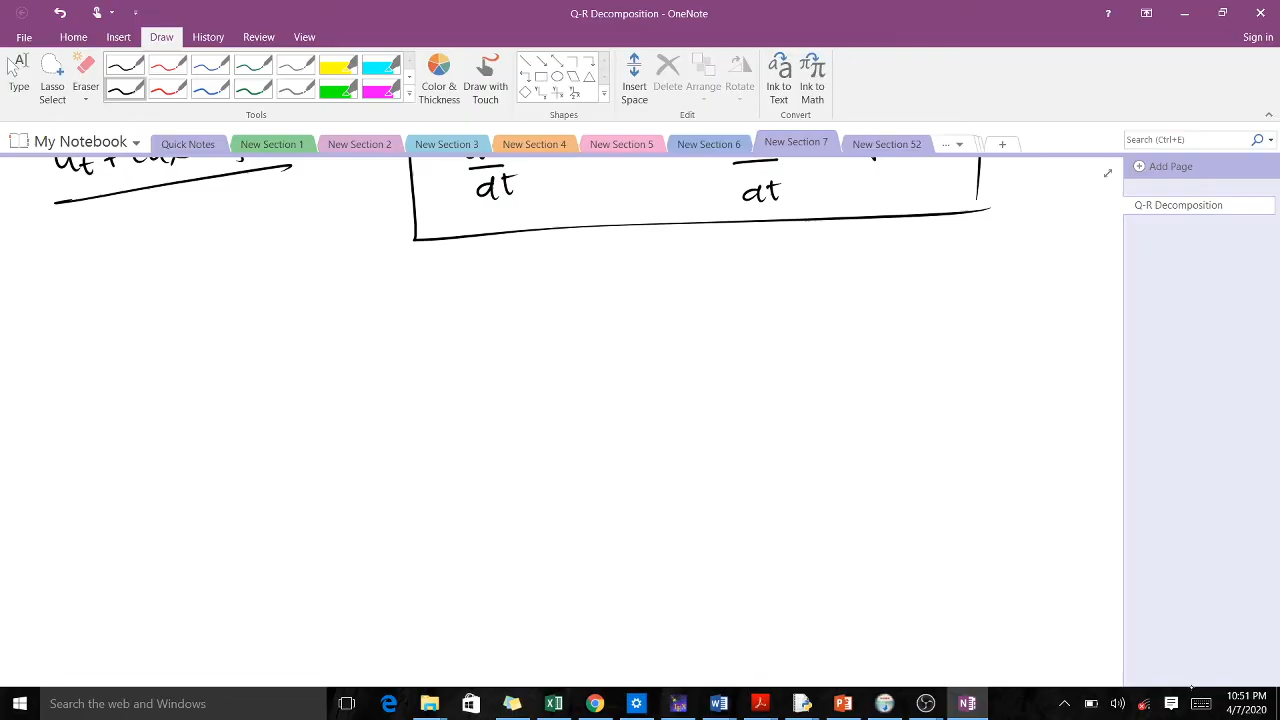 Q-R Decomposition - OneNote
File Home Insert Draw History Review View
Sign in
Type
Lasso Select
Eraser
Color & Thickness
Draw with Touch
Insert Space
Delete
Arrange
Rotate
Ink to Text
Ink to Math
Tools
Shapes
Edit
Convert
My Notebook
Quick Notes
New Section 1
New Section 2
New Section 3
New Section 4
New Section 5
New Section 6
New Section 7
New Section 52
Search (Ctrl+E)
Add Page
Q-R Decomposition
dt
dt
Search the web and Windows
10:51 PM
4/7/2020